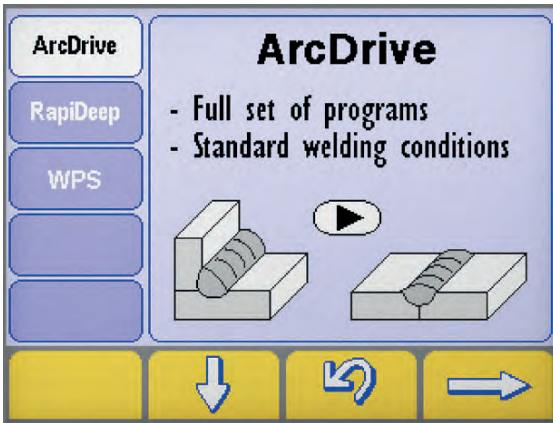 ArcDrive
RapiDeep
WPS
ArcDrive
- Full set of programs
- Standard welding conditions